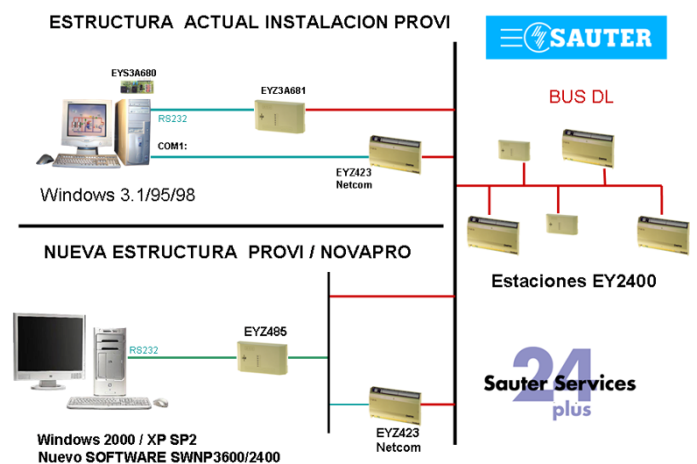 ESTRUCTURA ACTUAL INSTALACION PROVI
SAUTER
EYS3A680
EYZ3A681
RS232
BUS DL
COM1:
EYZ423
Netcom
Windows 3.1/95/98
NUEVA ESTRUCTURA PROVI / NOVAPRO
Estaciones EY2400
EYZ485
RS232
24
Sauter Services
plus
EYZ423
Netcom
Windows 2000 / XP SP2
Nuevo SOFTWARE SWNP3600/2400